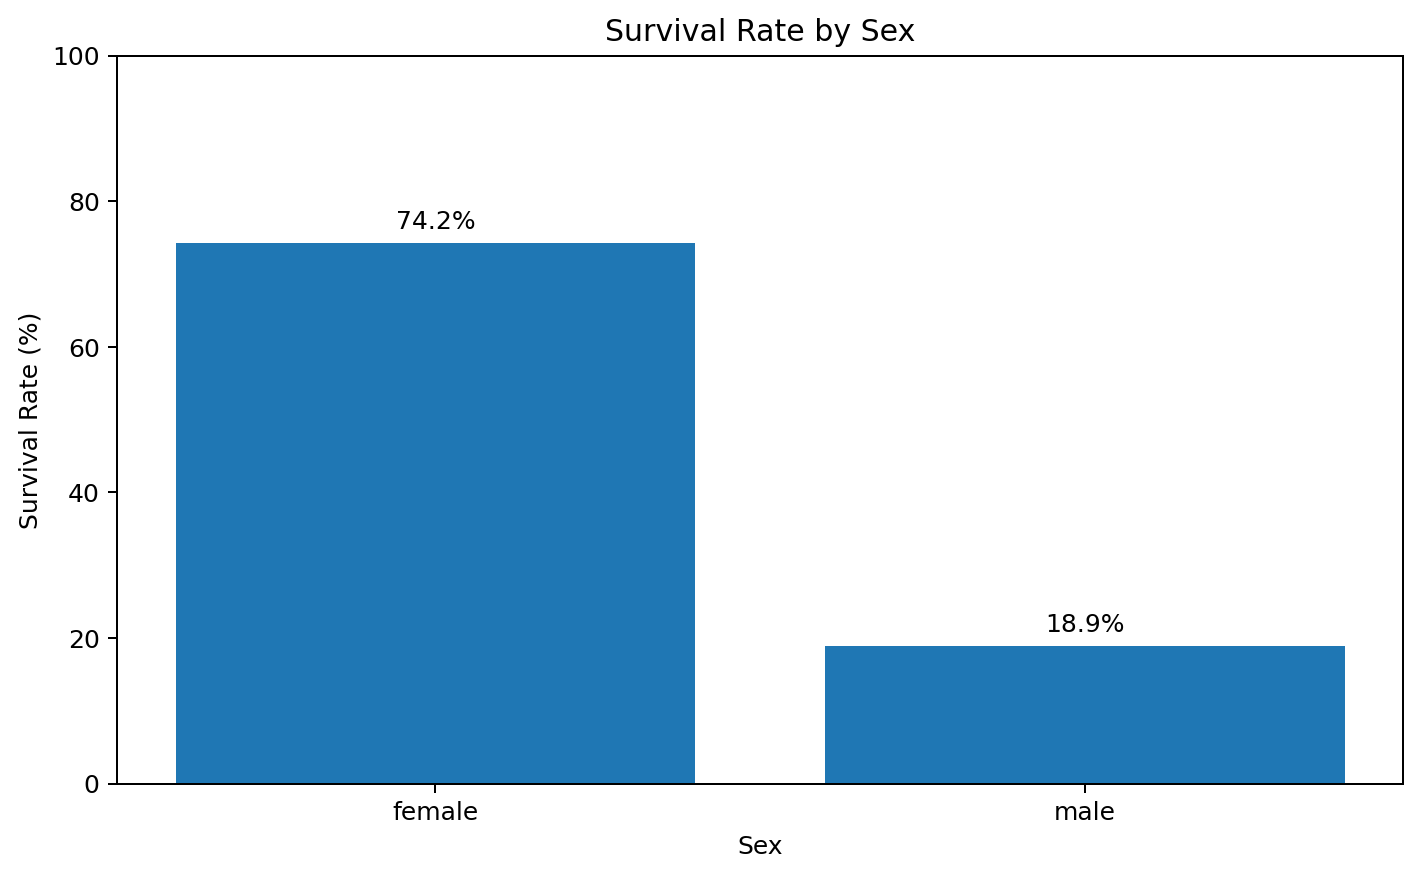 Survival Rate by Sex
100
80
60
40
20
0
Survival Rate (%)
74.2%
18.9%
female
male
Sex